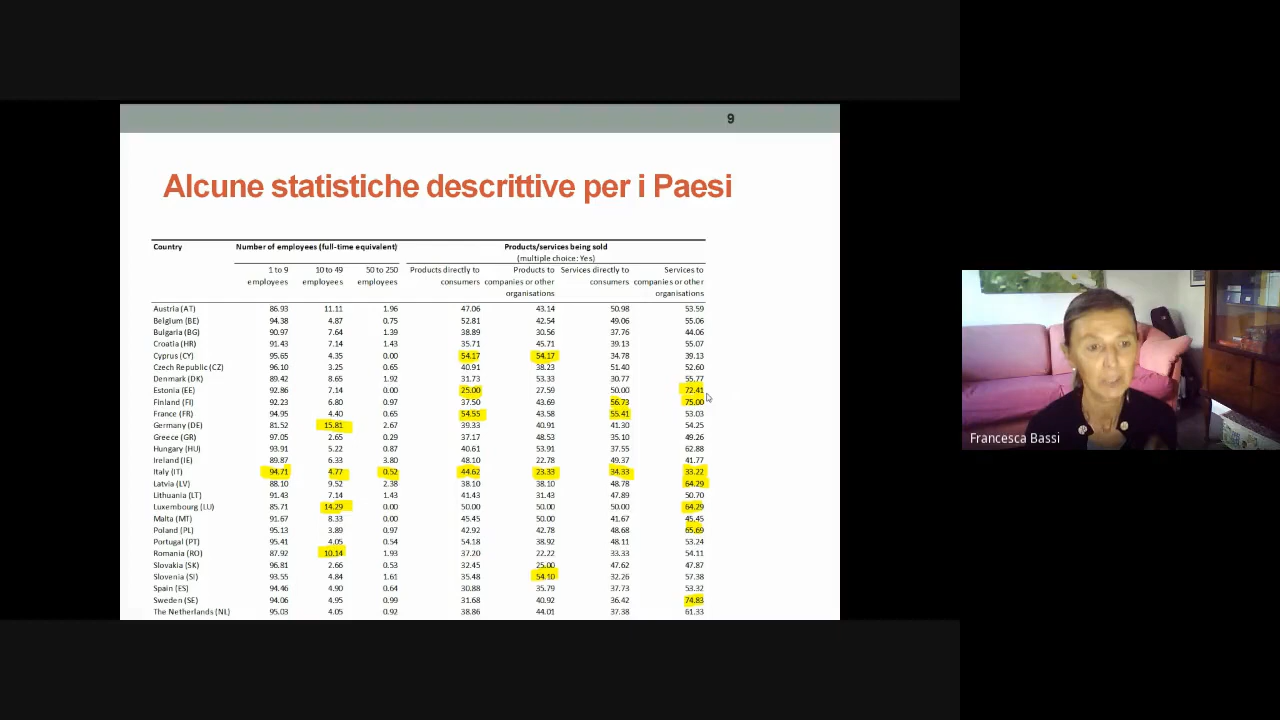 9
Alcune statistiche descrittive per i Paesi
Country Number of employees (full-time equivalent) Products/services being sold
(multiple choice: Yes)
1 to 9 10 to 49 50 to 250 Products directly to Products to Services directly to Services to
employees employees employees consumers companies or other consumers companies or other
organisations organisations
Austria (AT) 86.93 11.11 1.96 47.06 43.14 50.98 53.59
Belgium (BE) 94.38 4.87 0.75 52.81 42.54 49.06 55.06
Bulgaria (BG) 90.97 7.64 1.39 38.89 30.56 37.76 44.06
Croatia (HR) 91.43 7.14 1.43 35.71 45.71 39.13 55.07
Cyprus (CY) 95.65 4.35 0.00 54.17 54.17 34.78 39.13
Czech Republic (CZ) 96.10 3.25 0.65 40.91 38.23 51.40 52.60
Denmark (DK) 89.42 8.65 1.92 31.73 53.33 30.77 55.77
Estonia (EE) 92.86 7.14 0.00 25.00 27.59 50.00 72.41
Finland (FI) 92.23 6.80 0.97 37.50 43.69 56.73 75.00
France (FR) 94.95 4.40 0.65 54.55 43.58 55.41 53.03
Germany (DE) 81.52 15.81 2.67 39.33 40.91 41.30 54.25
Greece (GR) 97.05 2.65 0.29 37.17 48.53 35.10 49.26
Hungary (HU) 93.91 5.22 0.87 40.61 53.91 37.55 62.88
Ireland (IE) 89.87 6.33 3.80 48.10 22.78 49.37 41.77
Italy (IT) 94.71 4.77 0.52 44.62 23.33 34.33 33.22
Latvia (LV) 88.10 9.52 2.38 38.10 38.10 48.78 64.29
Lithuania (LT) 91.43 7.14 1.43 41.43 31.43 47.89 50.70
Luxembourg (LU) 85.71 14.29 0.00 50.00 50.00 50.00 64.29
Malta (MT) 91.67 8.33 0.00 45.45 50.00 41.67 45.45
Poland (PL) 95.13 3.89 0.97 42.92 42.78 48.68 65.69
Portugal (PT) 95.41 4.05 0.54 54.18 38.92 48.11 53.24
Romania (RO) 87.92 10.14 1.93 37.20 22.22 33.33 54.11
Slovakia (SK) 96.81 2.66 0.53 32.45 25.00 47.62 47.87
Slovenia (SI) 93.55 4.84 1.61 35.48 54.10 32.26 57.38
Spain (ES) 94.46 4.90 0.64 30.88 35.79 37.73 53.32
Sweden (SE) 94.06 4.95 0.99 31.68 40.92 36.42 74.83
The Netherlands (NL) 95.03 4.05 0.92 38.86 44.01 37.38 61.33
Francesca Bassi